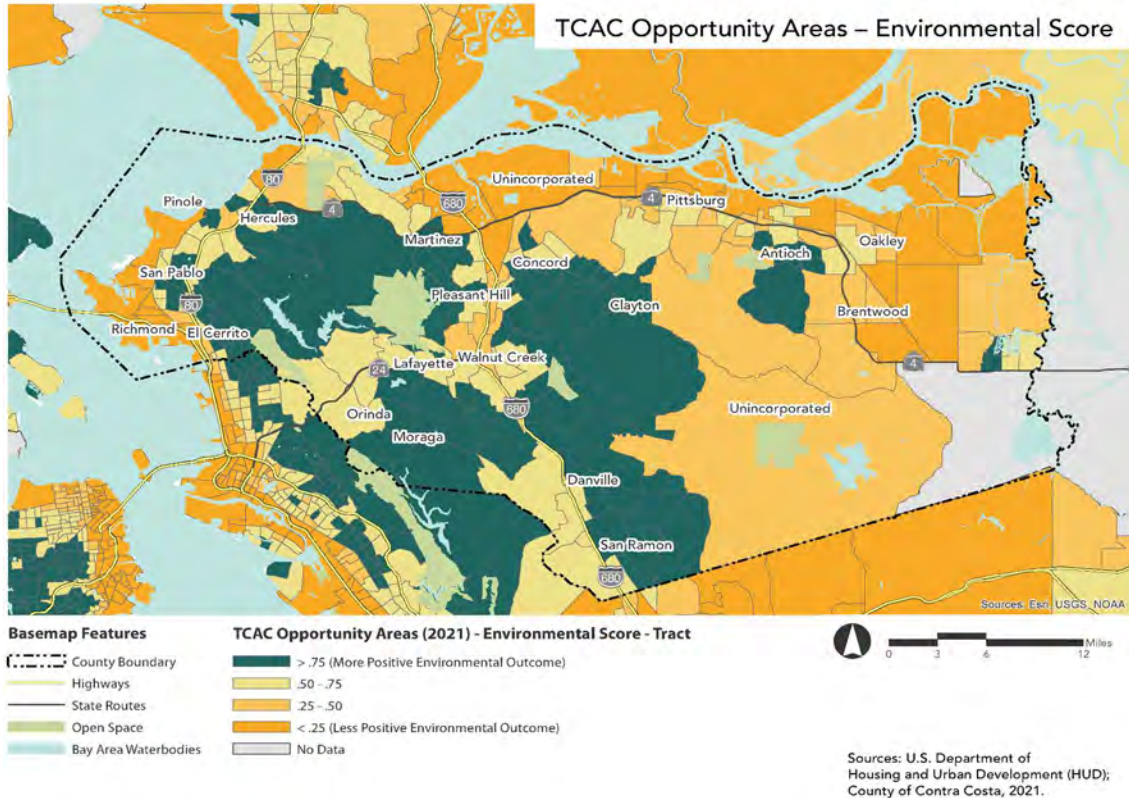 TCAC Opportunity Areas – Environmental Score
Unincorporated
80
Pinole
4
680
4
Pittsburg
Hercules
Martinez
Oakley
Antioch
Concord
San Pablo
Pleasant Hill
Clayton
80
Brentwood
Richmond
El Cerrito
Walnut Creek
Lafayette
4
24
Orinda
680
Unincorporated
Moraga
Danville
San Ramon
680
Sources: Esri, USGS, NOAA
Basemap Features
County Boundary
Highways
State Routes
Open Space
Bay Area Waterbodies
TCAC Opportunity Areas (2021) - Environmental Score - Tract
> .75 (More Positive Environmental Outcome)
.50 - .75
.25 - .50
< .25 (Less Positive Environmental Outcome)
No Data
Miles
0 3 6 12
Sources: U.S. Department of
Housing and Urban Development (HUD);
County of Contra Costa, 2021.